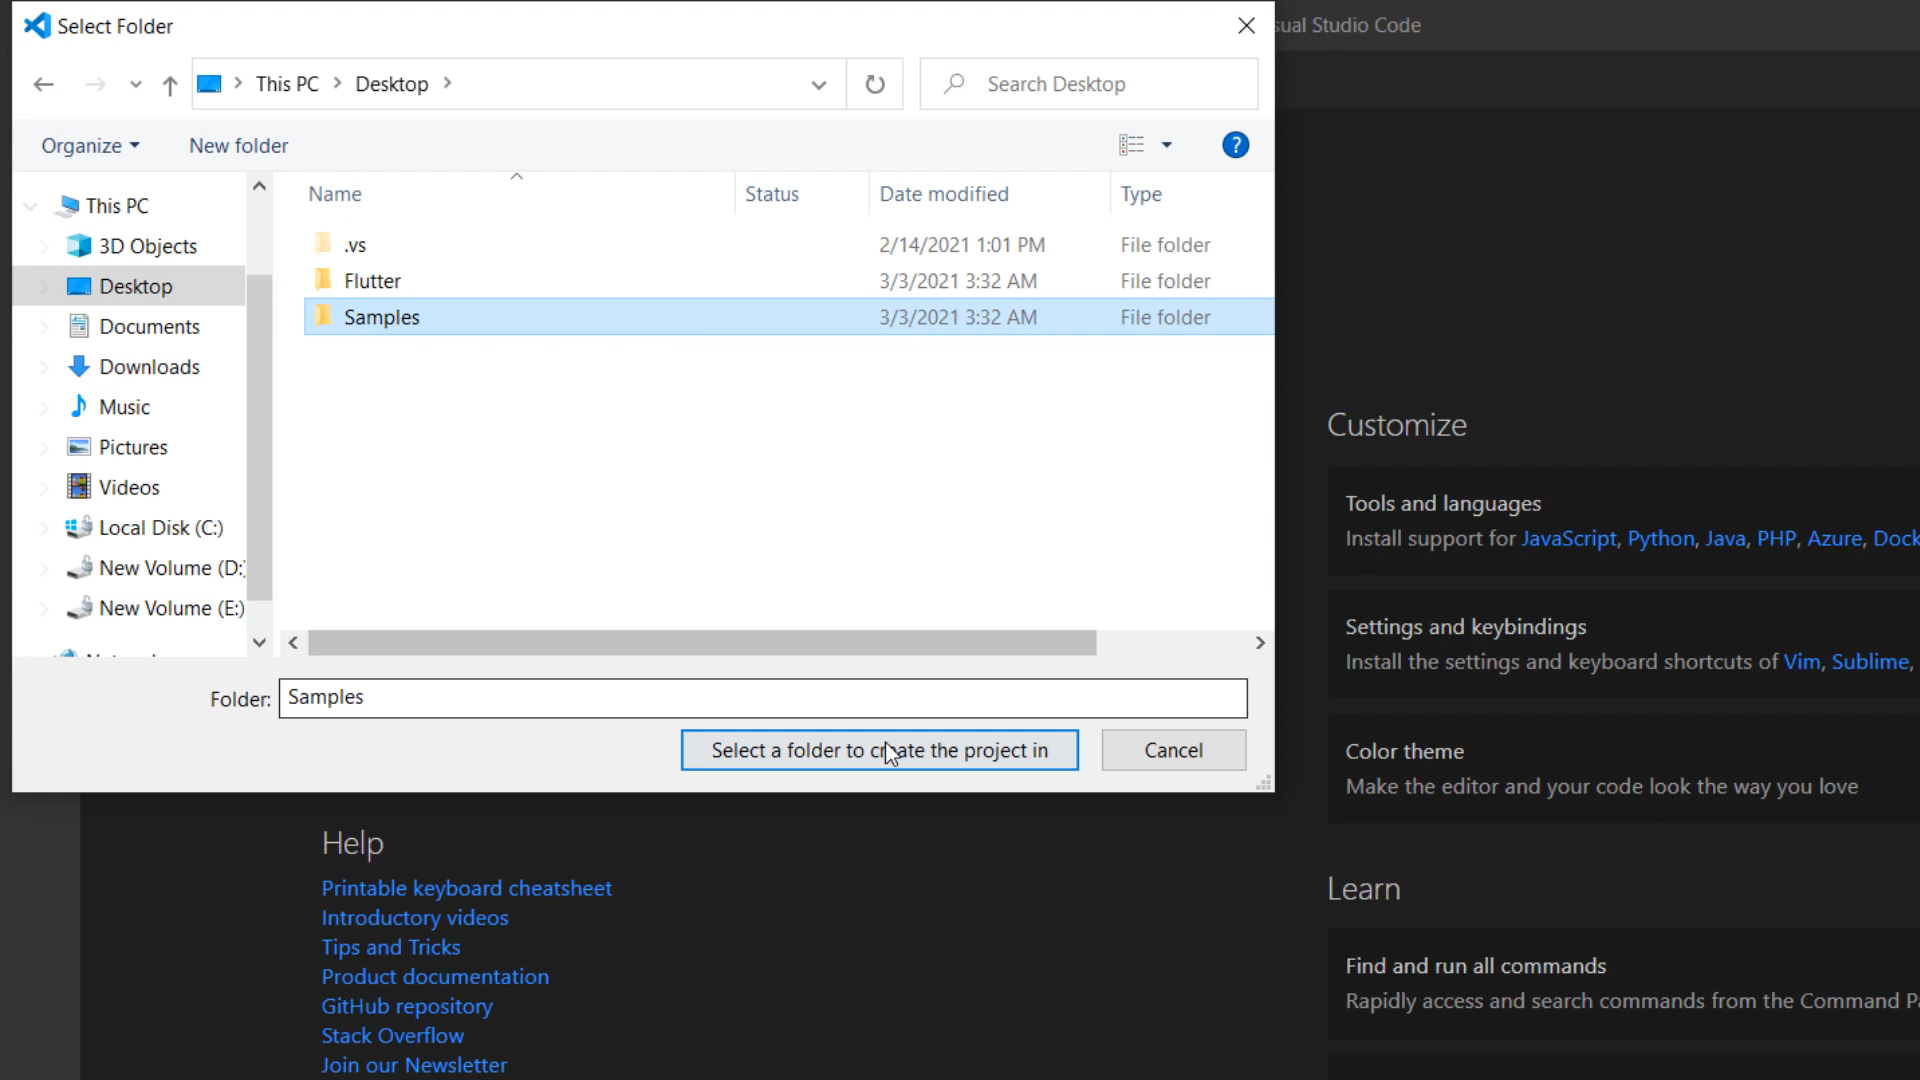 Select Folder
sual Studio Code
This PC
Desktop
Search Desktop
Organize
New folder
?
Name
Status
Date modified
Type
This PC
3D Objects
Desktop
Documents
Downloads
Music
Pictures
Videos
Local Disk (C:)
New Volume (D:
New Volume (E:)
.vs
2/14/2021 1:01 PM
File folder
Flutter
3/3/2021 3:32 AM
File folder
Samples
3/3/2021 3:32 AM
File folder
Folder:
Samples
Select a folder to create the project in
Cancel
Help
Printable keyboard cheatsheet
Introductory videos
Tips and Tricks
Product documentation
GitHub repository
Stack Overflow
Join our Newsletter
Customize
Tools and languages
Install support for JavaScript, Python, Java, PHP, Azure, Dock
Settings and keybindings
Install the settings and keyboard shortcuts of Vim, Sublime,
Color theme
Make the editor and your code look the way you love
Learn
Find and run all commands
Rapidly access and search commands from the Command P